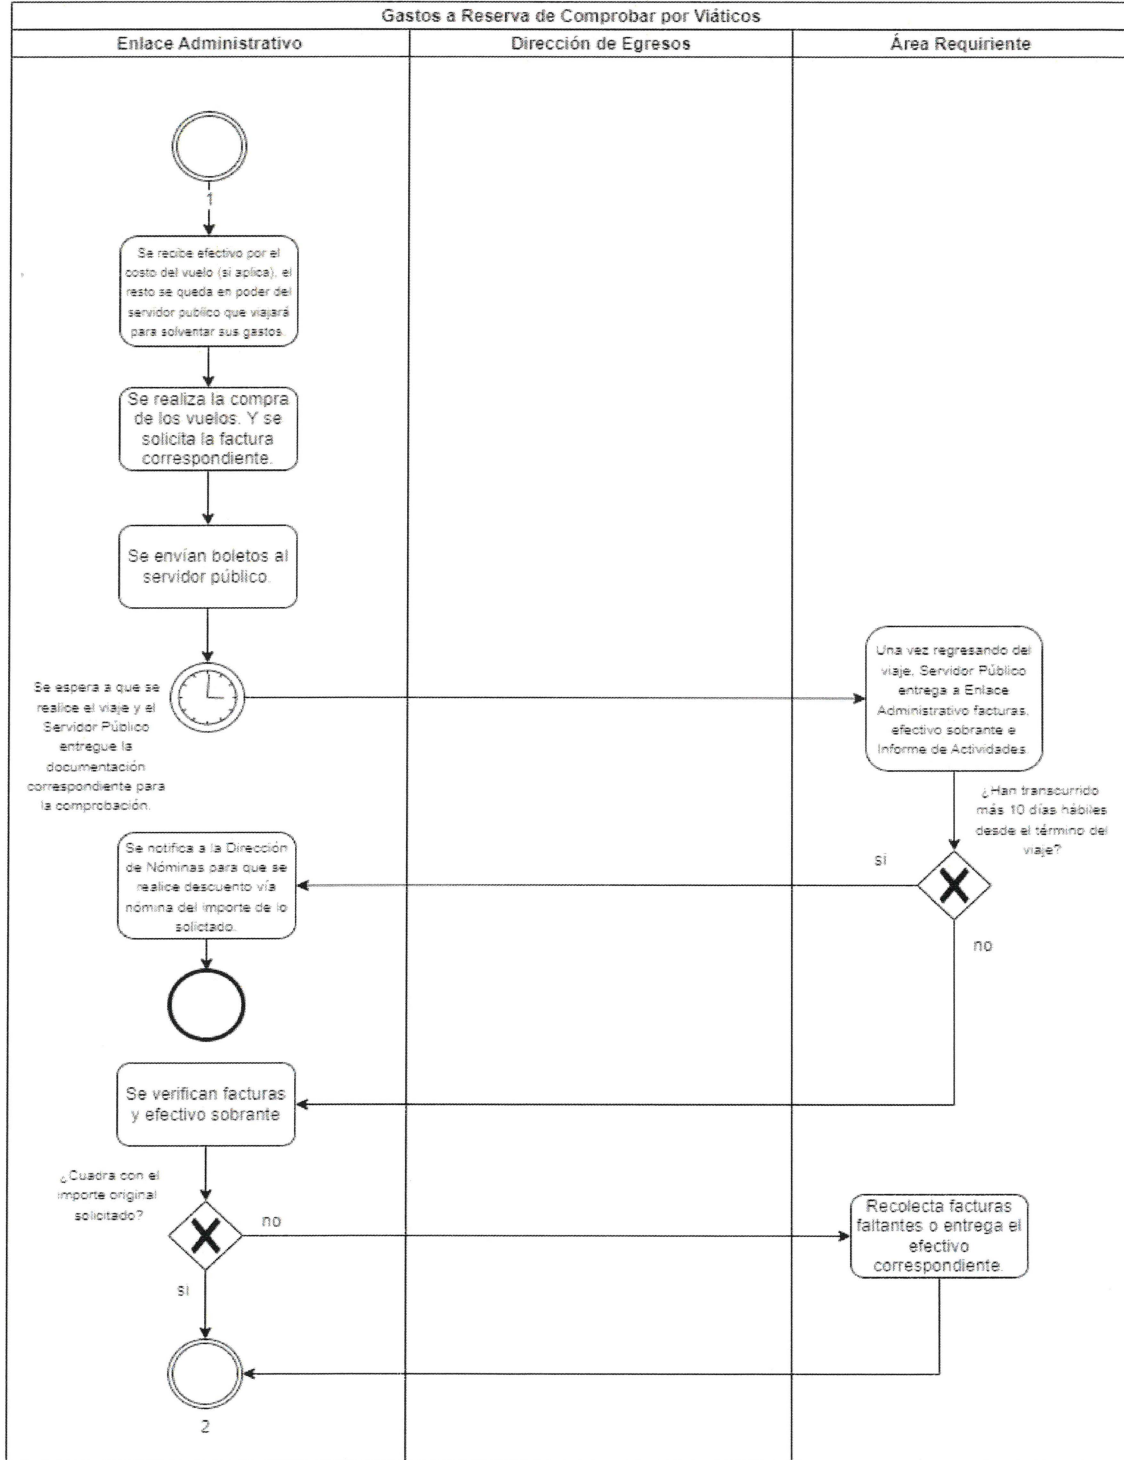 Gastos a Reserva de Comprobar por Viáticos
Enlace Administrativo
Dirección de Egresos
Área Requiriente
1
Se recibe efectivo por el
costo del vuelo (si aplica), el
resto se queda en poder del
servidor publico que viajará
para solventar sus gastos.
Se realiza la compra
de los vuelos. Y se
solicita la factura
correspondiente.
Se envían boletos al
servidor público.
Se espera a que se
realice el viaje y el
Servidor Público
entregue la
documentación
correspondiente para
la comprobación.
Una vez regresando del
viaje, Servidor Público
entrega a Enlace
Administrativo facturas,
efectivo sobrante e
Informe de Actividades.
¿Han transcurrido
más 10 días hábiles
desde el término del
viaje?
si
no
Se notifica a la Dirección
de Nóminas para que se
realice descuento vía
nómina del importe de lo
solictado.
Se verifican facturas
y efectivo sobrante
¿Cuadra con el
importe original
solicitado?
no
si
Recolecta facturas
faltantes o entrega el
efectivo
correspondiente.
2